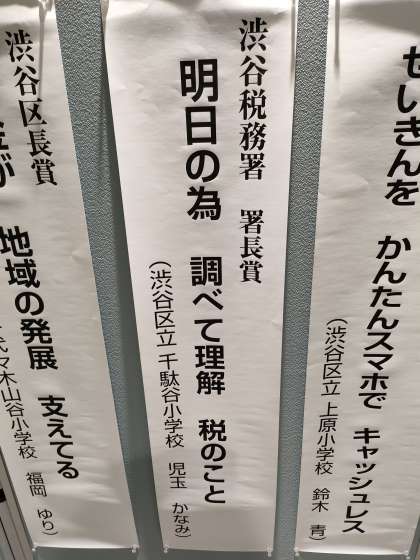 ぜいきんを かんたんスマホで キャッシュレス
（渋谷区立 上原小学校 鈴木 青）
渋谷税務署 署長賞
明日の為 調べて理解 税のこと
（渋谷区立 千駄谷小学校 児玉 かなみ）
渋谷区長賞
が 地域の発展 支えてる
代々木山谷小学校 福岡 ゆり）